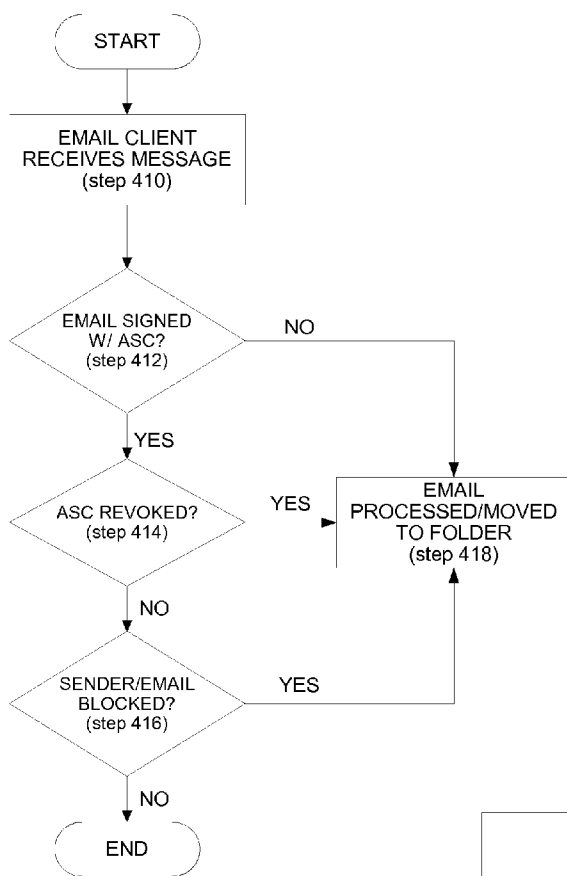 START
EMAIL CLIENT
RECEIVES MESSAGE
(step 410)
EMAIL SIGNED
W/ ASC?
(step 412)
NO
YES
ASC REVOKED?
(step 414)
YES
EMAIL
PROCESSED/MOVED
TO FOLDER
(step 418)
NO
SENDER/EMAIL
BLOCKED?
(step 416)
YES
NO
END